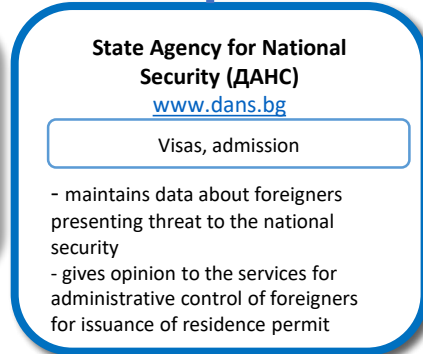 State Agency for National
Security (ДАНС)
www.dans.bg
Visas, admission
- maintains data about foreigners
presenting threat to the national
security
- gives opinion to the services for
administrative control of foreigners
for issuance of residence permit